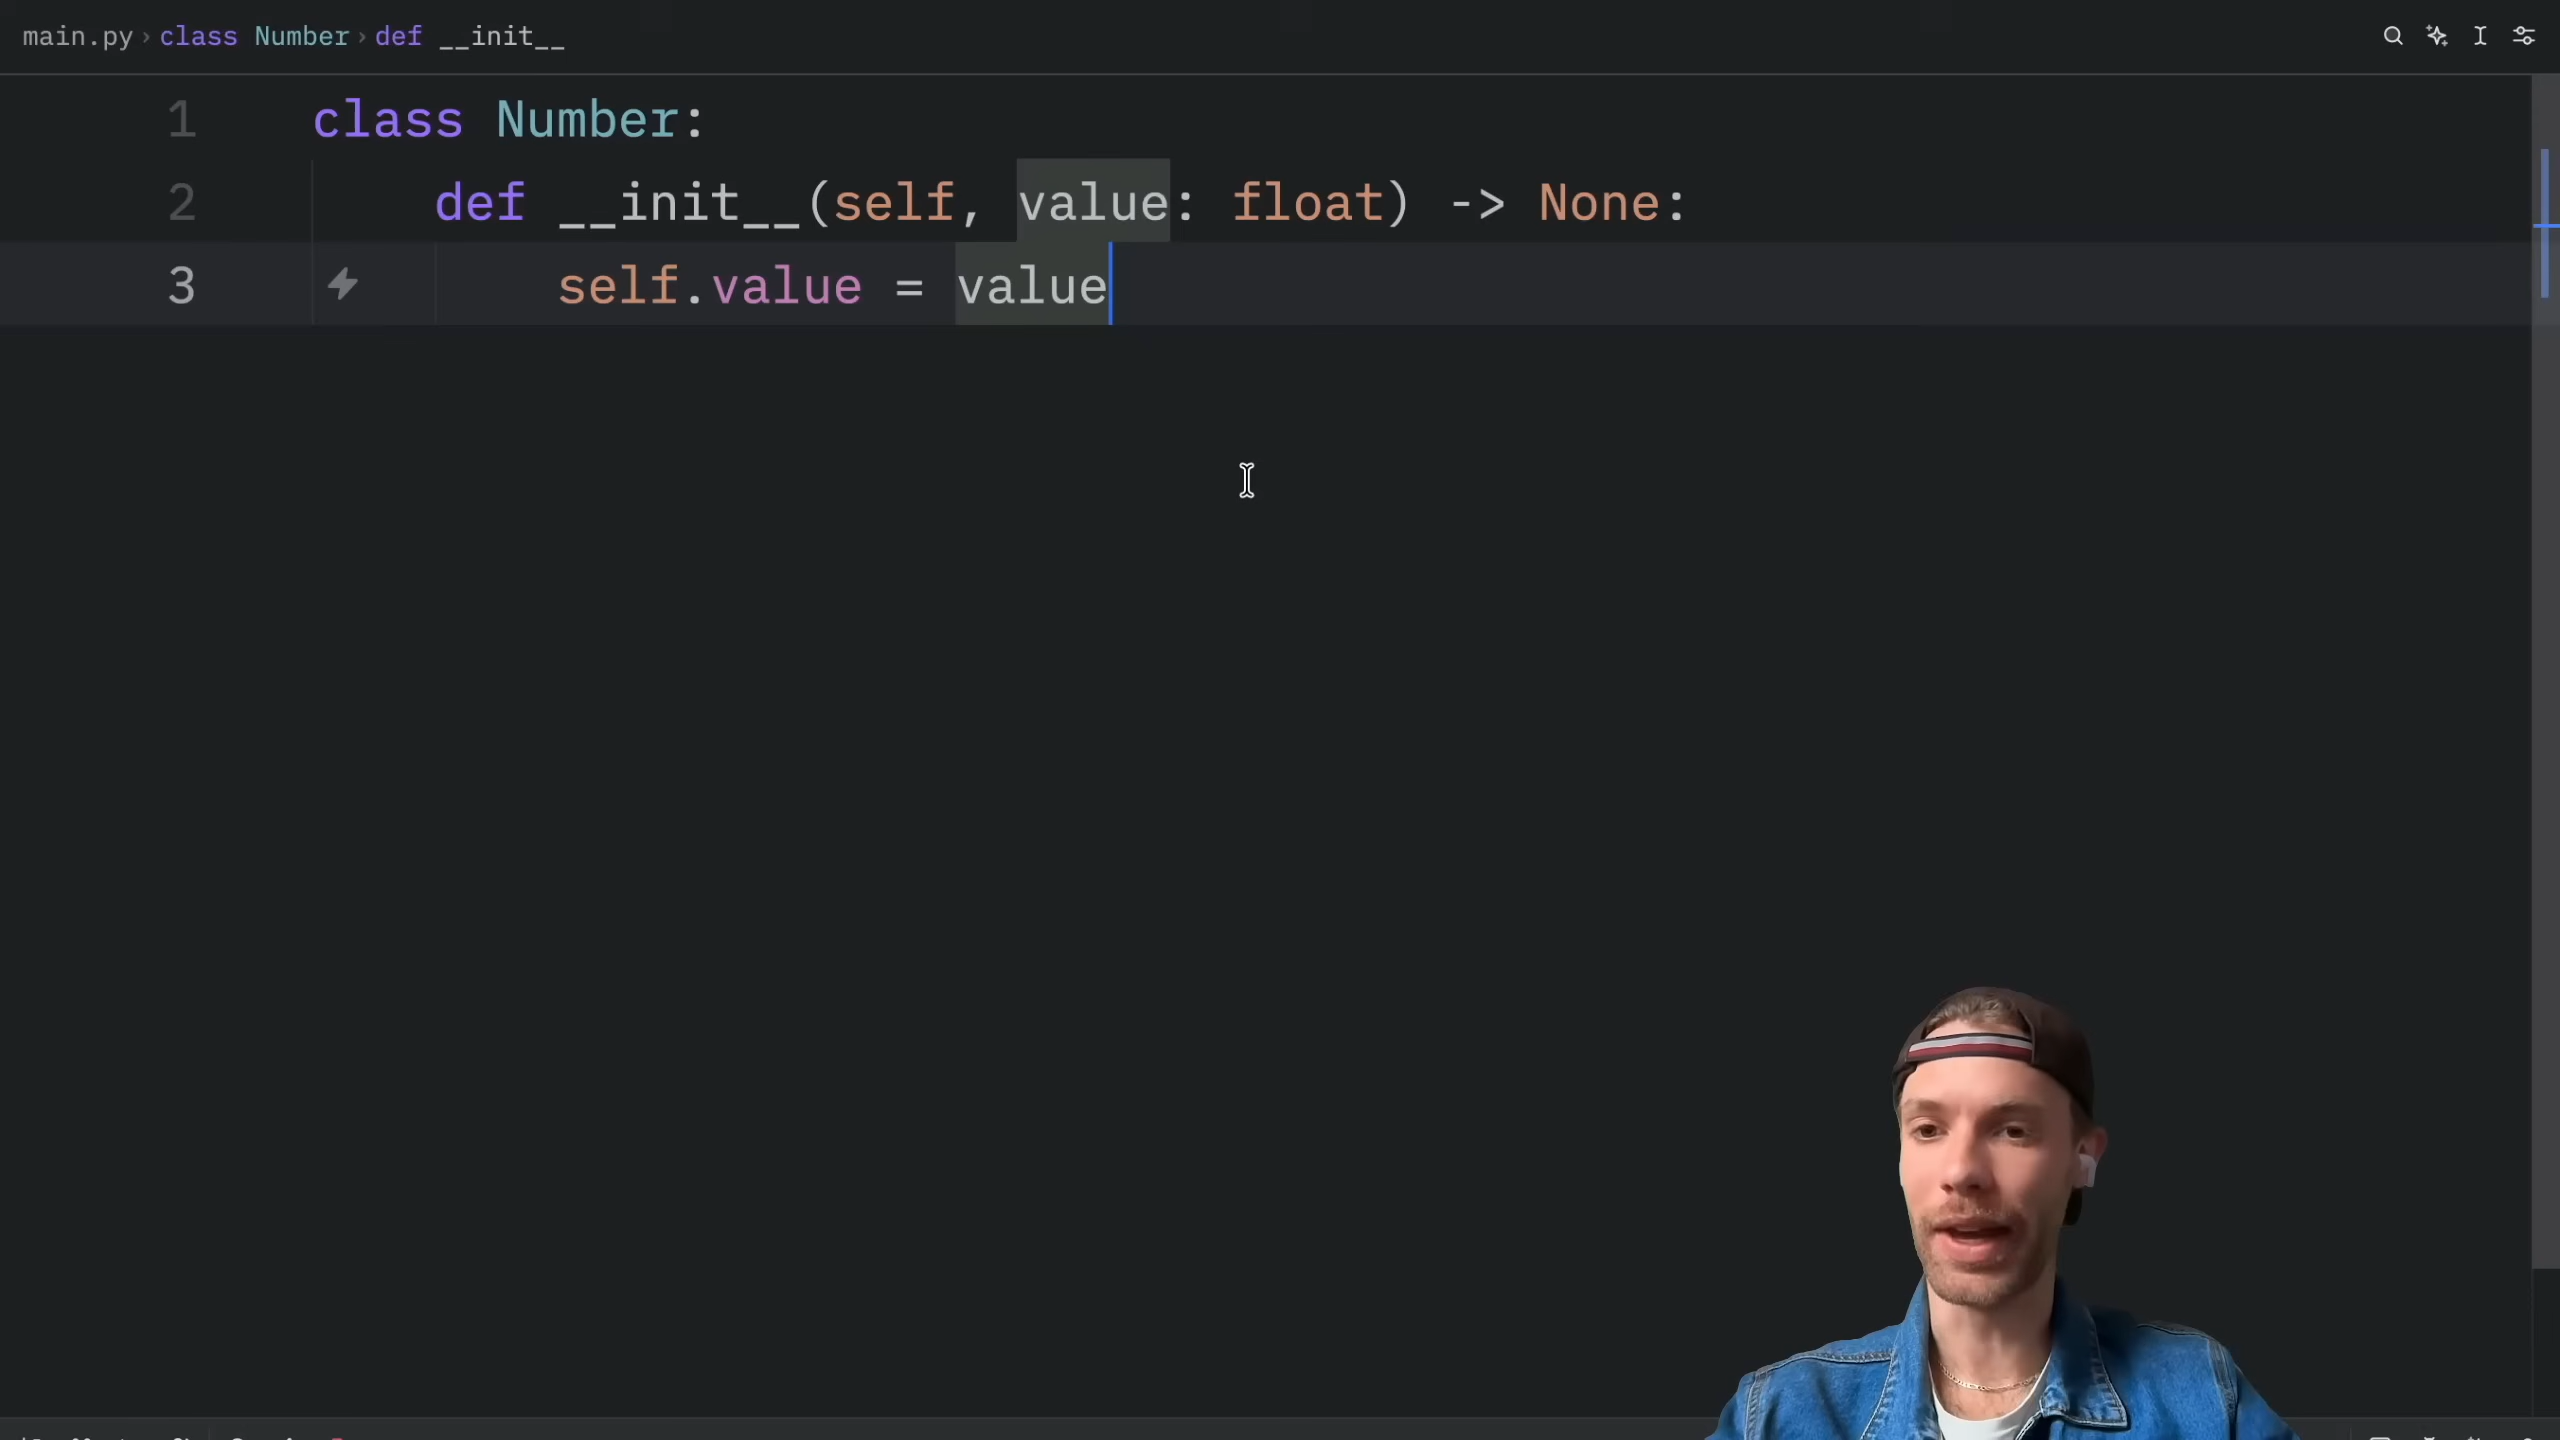 main.py › class Number › def __init__
1 class Number:
2 def __init__(self, value: float) -> None:
3 self.value = value